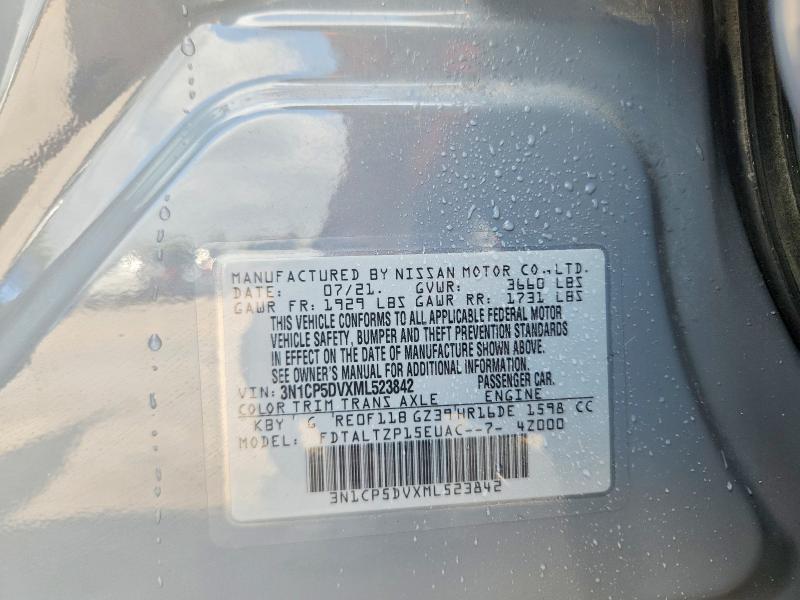 MANUFACTURED BY NISSAN MOTOR CO.,LTD.
DATE: 07/21. GVWR: 3660 LBS
GAWR FR: 1929 LBS GAWR RR: 1731 LBS
THIS VEHICLE CONFORMS TO ALL APPLICABLE FEDERAL MOTOR
VEHICLE SAFETY, BUMPER AND THEFT PREVENTION STANDARDS
IN EFFECT ON THE DATE OF MANUFACTURE SHOWN ABOVE.
SEE OWNER'S MANUAL FOR ADDITIONAL INFORMATION.
VIN: 3N1CP5DVXML523842 PASSENGER CAR.
COLOR TRIM TRANS AXLE ENGINE
KBY G RE0F11B GZ39 HR16DE 1598 CC
MODEL: FDTALTZP15EUAC--7- 4Z000
3N1CP5DVXML523842